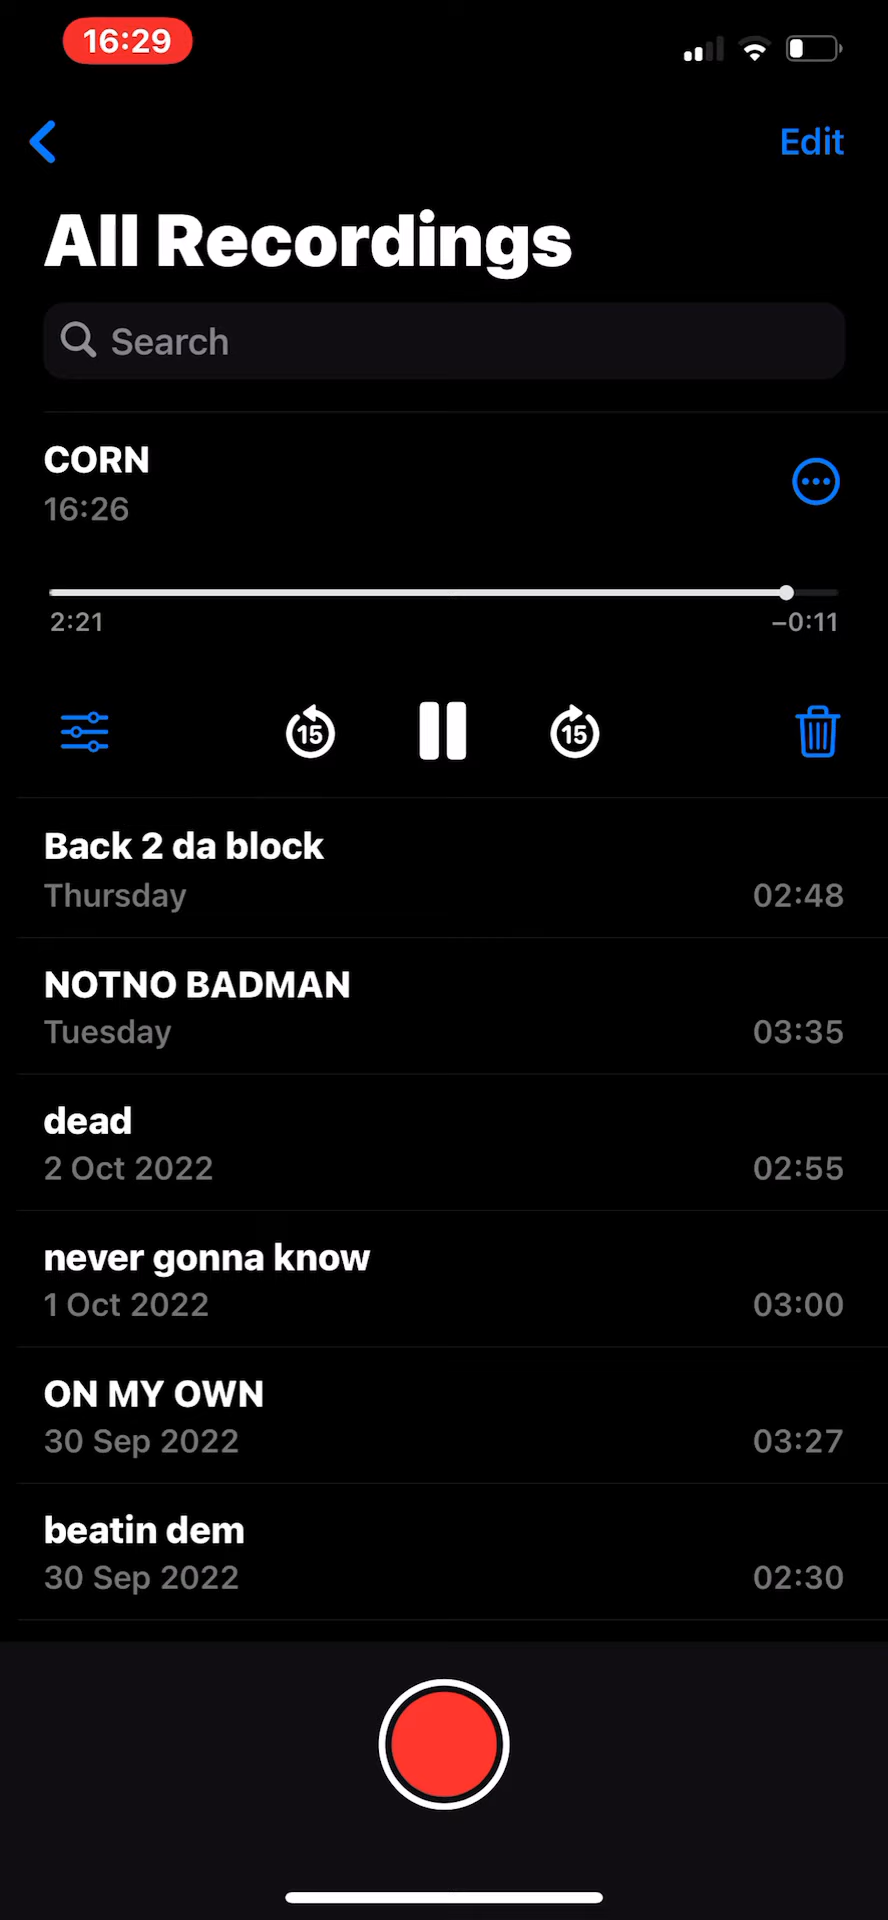 16:29
Edit
All Recordings
Search
CORN
16:26
2:21
–0:11
15
15
Back 2 da block
Thursday
02:48
NOTNO BADMAN
Tuesday
03:35
dead
2 Oct 2022
02:55
never gonna know
1 Oct 2022
03:00
ON MY OWN
30 Sep 2022
03:27
beatin dem
30 Sep 2022
02:30